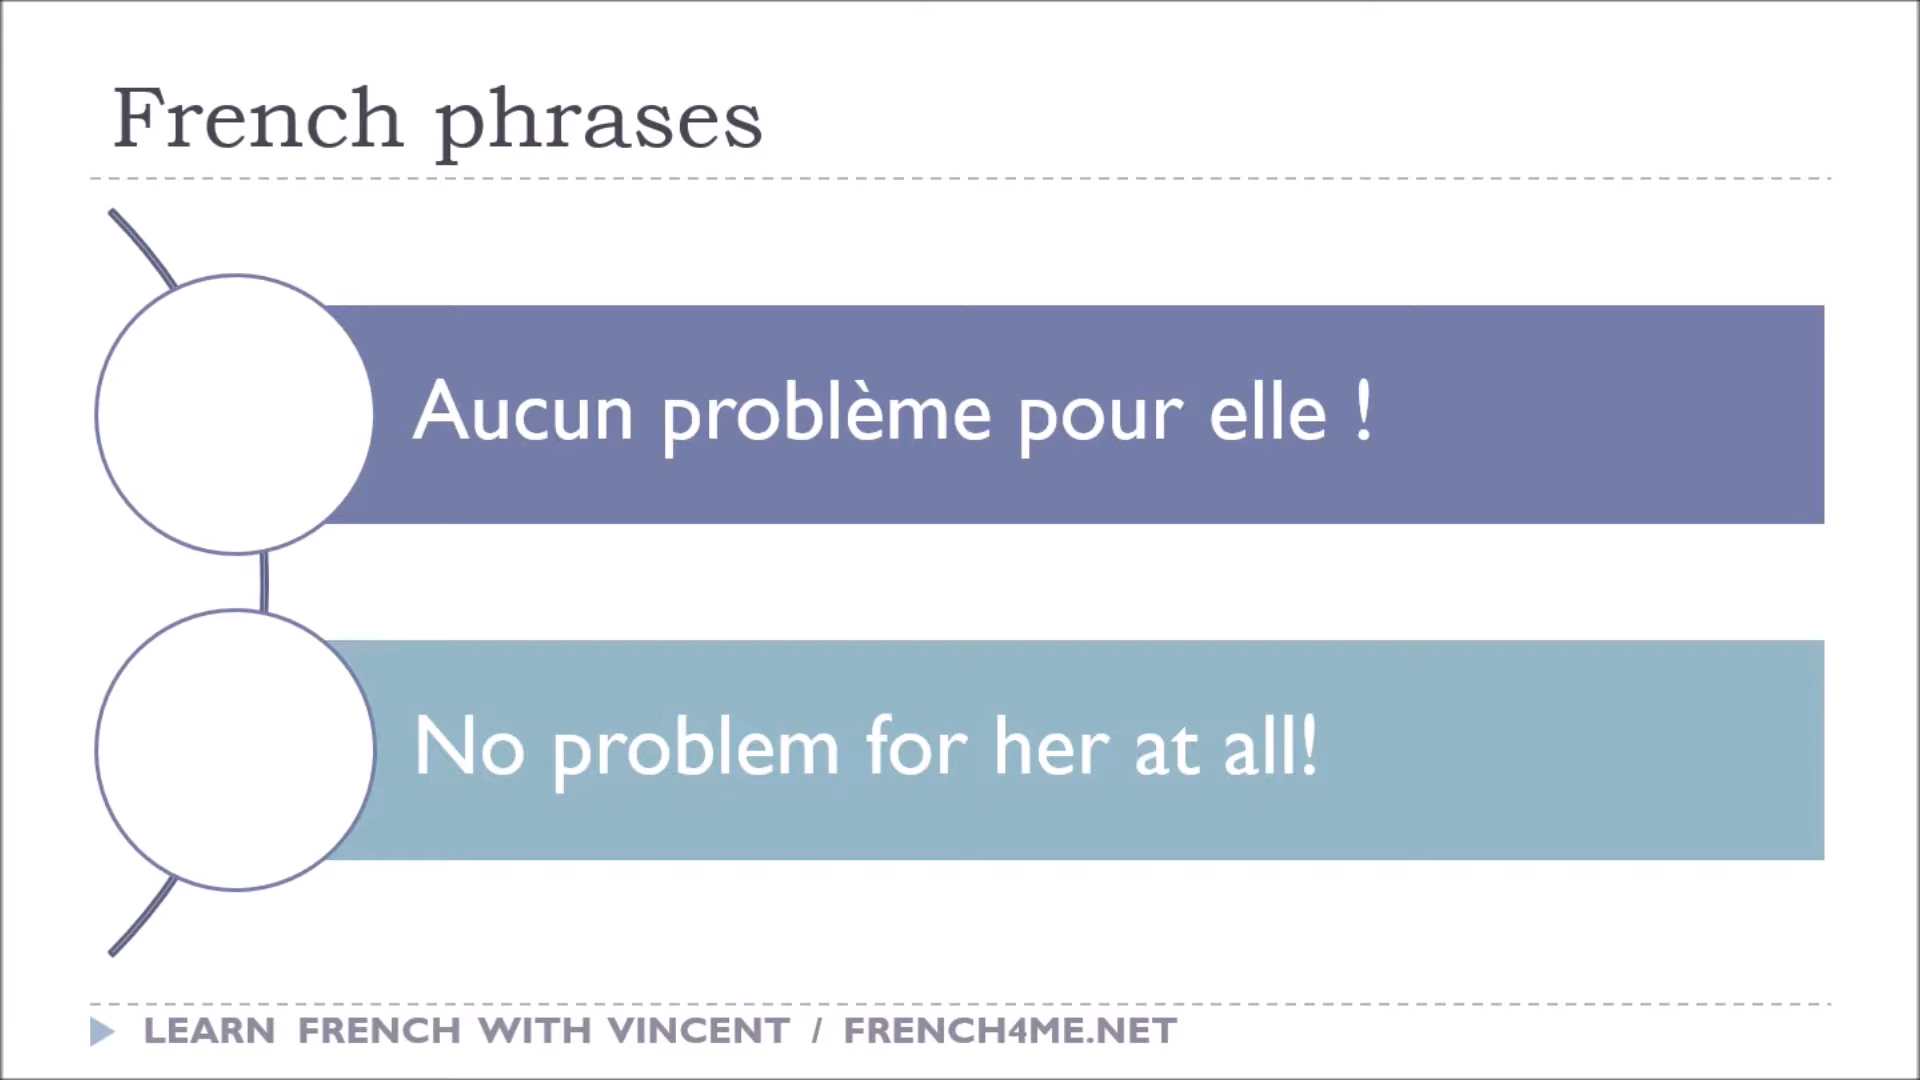 French phrases
Aucun problème pour elle !
No problem for her at all!
LEARN FRENCH WITH VINCENT / FRENCH4ME.NET